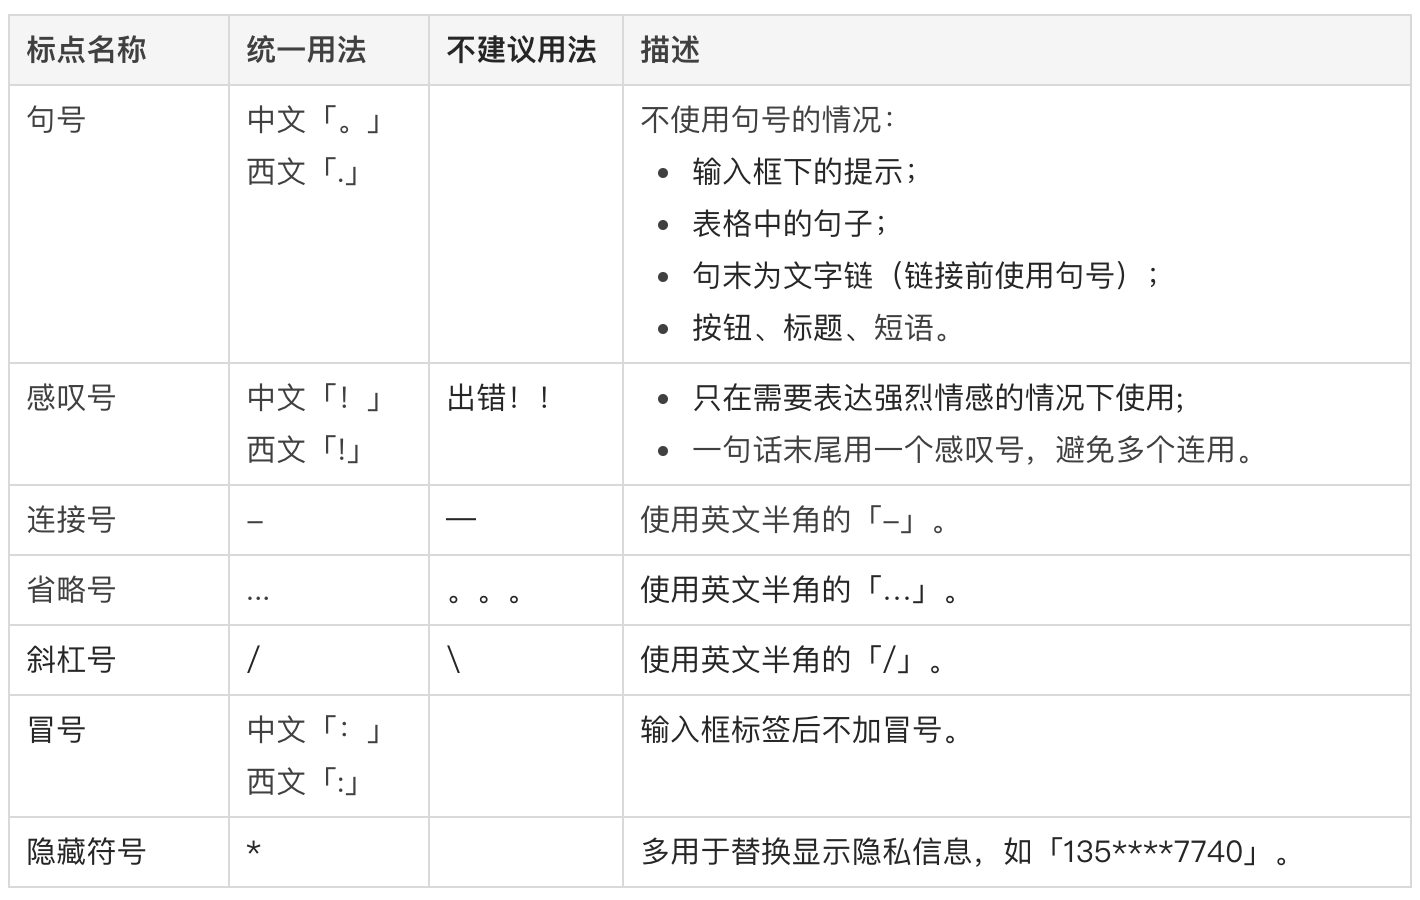 标点名称 统一用法 不建议用法 描述
句号 中文「。」 不使用句号的情况：
西文「.」 • 输入框下的提示；
• 表格中的句子；
• 句末为文字链（链接前使用句号）；
• 按钮、标题、短语。
感叹号 中文「！」 出错！！ • 只在需要表达强烈情感的情况下使用;
西文「!」 • 一句话末尾用一个感叹号，避免多个连用。
连接号 – — 使用英文半角的「–」。
省略号 ... 。。。 使用英文半角的「...」。
斜杠号 / \ 使用英文半角的「/」。
冒号 中文「：」 输入框标签后不加冒号。
西文「:」
隐藏符号 * 多用于替换显示隐私信息，如「135****7740」。